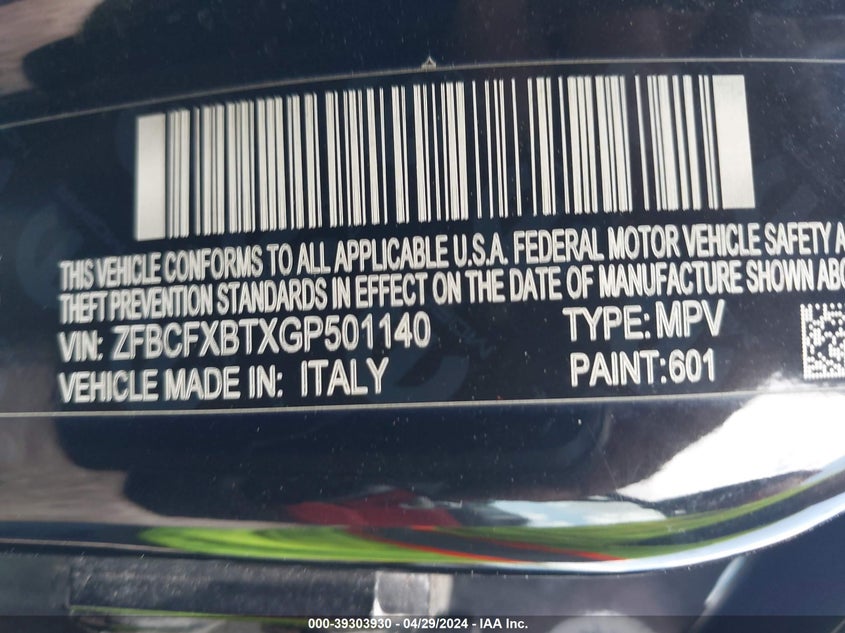 THIS VEHICLE CONFORMS TO ALL APPLICABLE U.S.A. FEDERAL MOTOR VEHICLE SAFETY A
THEFT PREVENTION STANDARDS IN EFFECT ON THE DATE OF MANUFACTURE SHOWN ABO
VIN: ZFBCFXBTXGP501140 TYPE: MPV
VEHICLE MADE IN: ITALY PAINT:601
000-39303930 - 04/29/2024 - IAA Inc.